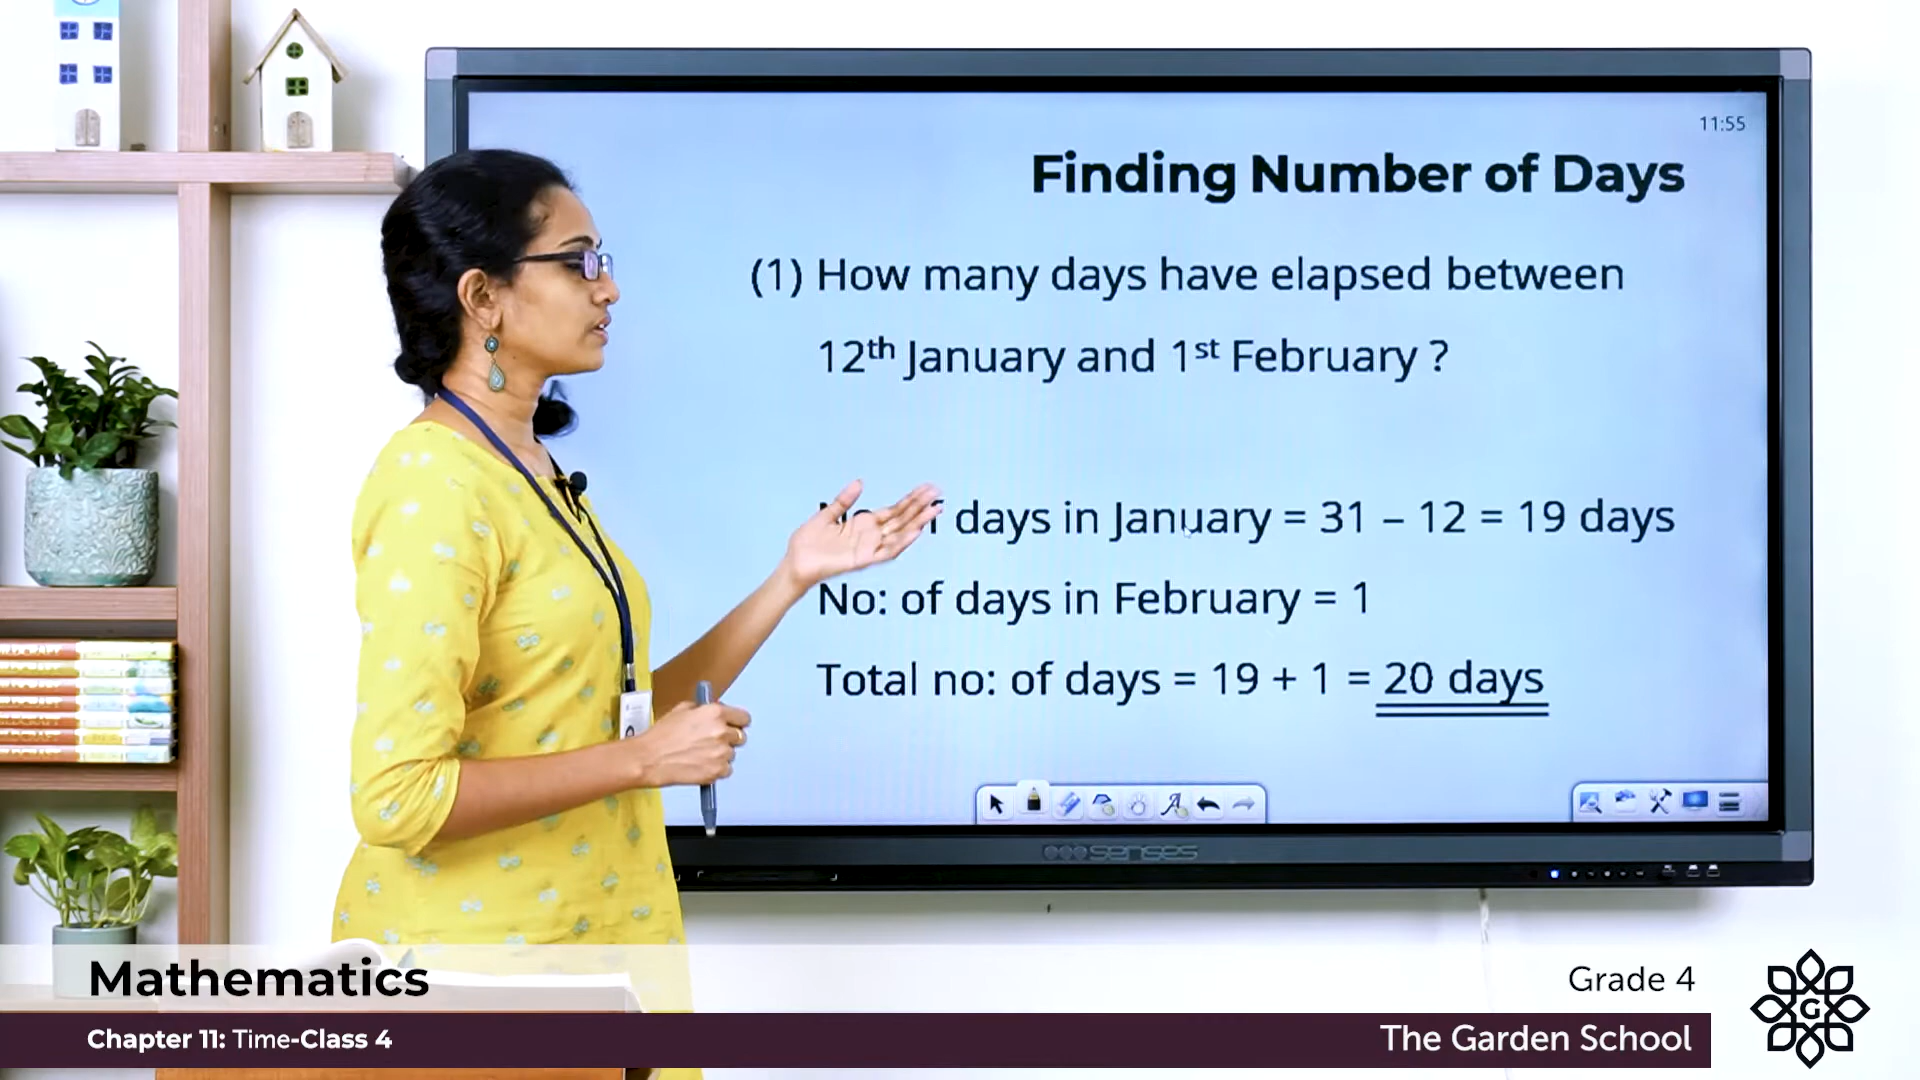 11:55
Finding Number of Days
(1) How many days have elapsed between
12th January and 1st February ?
of days in January = 31 – 12 = 19 days
No: of days in February = 1
Total no: of days = 19 + 1 = 20 days
senses
Mathematics
Grade 4
Chapter 11: Time-Class 4
The Garden School
G